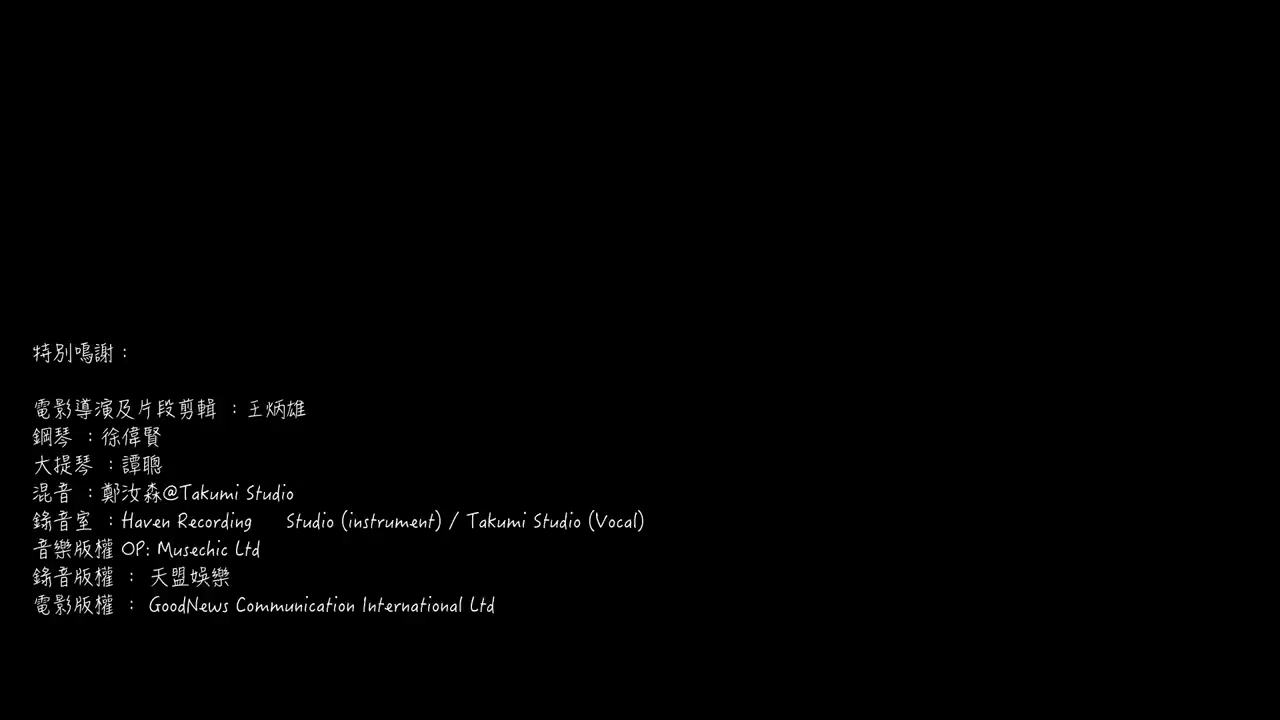 特別鳴謝：
電影導演及片段剪輯 ：王炳雄
鋼琴 ：徐偉賢
大提琴 ：譚聰
混音 ：鄭汝森@Takumi Studio
錄音室 ：Haven Recording Studio (instrument) / Takumi Studio (Vocal)
音樂版權 OP: Musechic Ltd
錄音版權 ： 天盟娛樂
電影版權 ： GoodNews Communication International Ltd